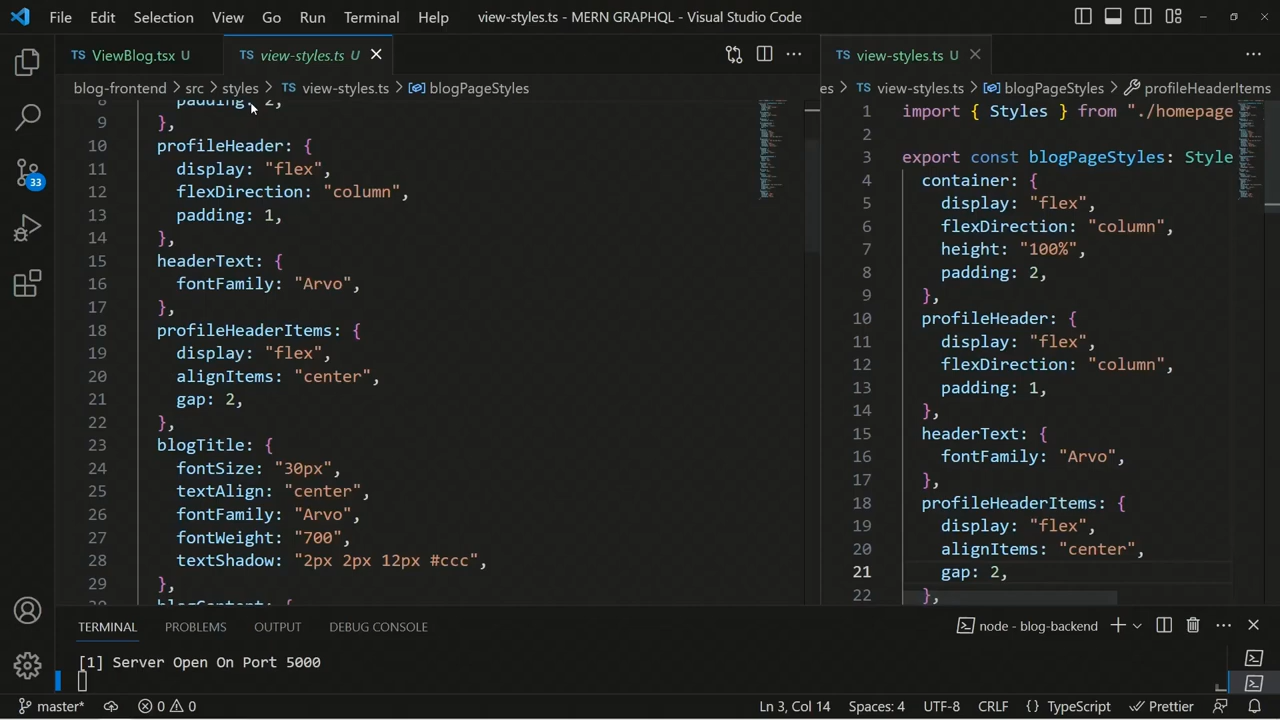 File Edit Selection View Go Run Terminal Help view-styles.ts - MERN GRAPHQL - Visual Studio Code
TS ViewBlog.tsx U TS view-styles.ts U
blog-frontend > src > styles > TS view-styles.ts > blogPageStyles
padding: 2,
9 },
10 profileHeader: {
11 display: "flex",
12 flexDirection: "column",
13 padding: 1,
14 },
15 headerText: {
16 fontFamily: "Arvo",
17 },
18 profileHeaderItems: {
19 display: "flex",
20 alignItems: "center",
21 gap: 2,
22 },
23 blogTitle: {
24 fontSize: "30px",
25 textAlign: "center",
26 fontFamily: "Arvo",
27 fontWeight: "700",
28 textShadow: "2px 2px 12px #ccc",
29 },
TS view-styles.ts U
es > TS view-styles.ts > blogPageStyles > profileHeaderItems
1 import { Styles } from "./homepage
2
3 export const blogPageStyles: Style
4 container: {
5 display: "flex",
6 flexDirection: "column",
7 height: "100%",
8 padding: 2,
9 },
10 profileHeader: {
11 display: "flex",
12 flexDirection: "column",
13 padding: 1,
14 },
15 headerText: {
16 fontFamily: "Arvo",
17 },
18 profileHeaderItems: {
19 display: "flex",
20 alignItems: "center",
21 gap: 2,
22 },
TERMINAL PROBLEMS OUTPUT DEBUG CONSOLE node - blog-backend
[1] Server Open On Port 5000
33
master* 0 0 Ln 3, Col 14 Spaces: 4 UTF-8 CRLF {} TypeScript Prettier